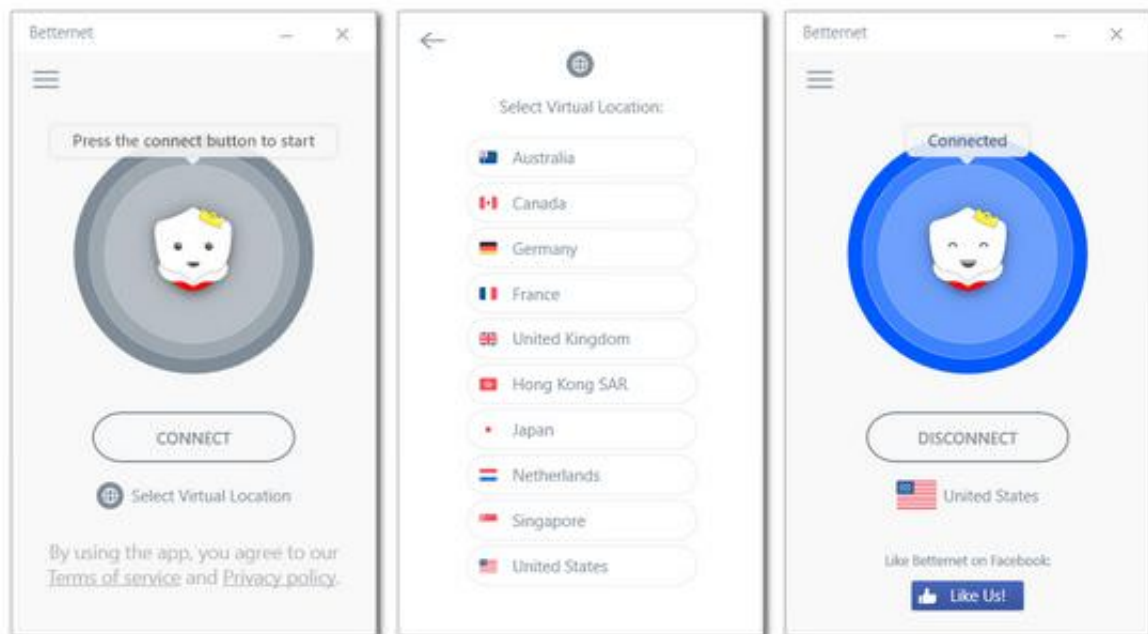 Betternet
Press the connect button to start
CONNECT
Select Virtual Location
By using the app, you agree to our
Terms of service and Privacy policy.
Select Virtual Location:
Australia
Canada
Germany
France
United Kingdom
Hong Kong SAR
Japan
Netherlands
Singapore
United States
Betternet
Connected
DISCONNECT
United States
Like Betternet on Facebook:
Like Us!